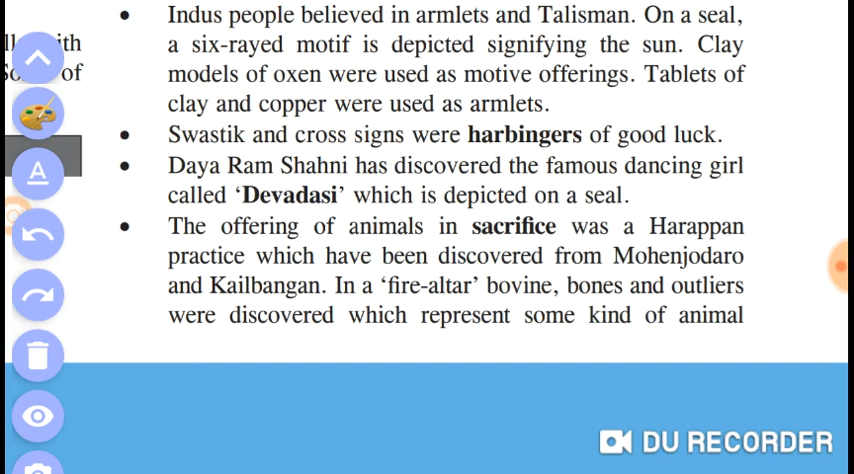 • Indus people believed in armlets and Talisman. On a seal,
a six-rayed motif is depicted signifying the sun. Clay
models of oxen were used as motive offerings. Tablets of
clay and copper were used as armlets.
• Swastik and cross signs were harbingers of good luck.
• Daya Ram Shahni has discovered the famous dancing girl
called ‘Devadasi’ which is depicted on a seal.
• The offering of animals in sacrifice was a Harappan
practice which have been discovered from Mohenjodaro
and Kailbangan. In a ‘fire-altar’ bovine, bones and outliers
were discovered which represent some kind of animal
of
A
DU RECORDER